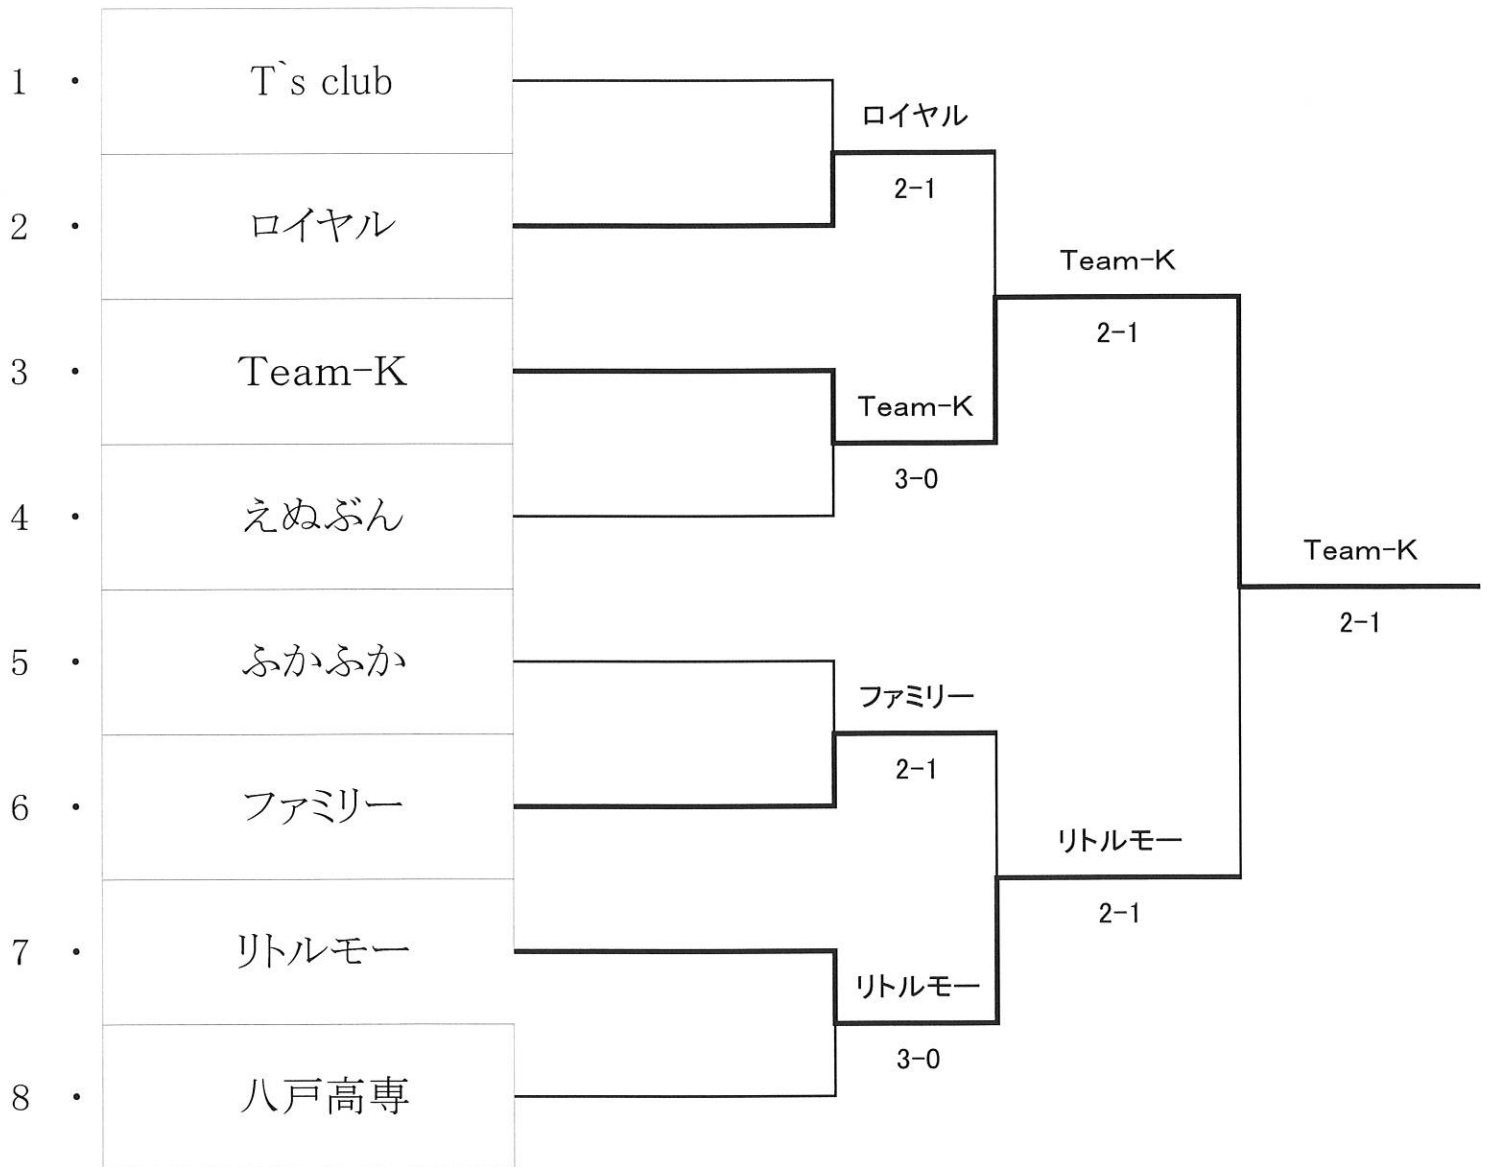 1 ・ T`s club
ロイヤル
2-1
2 ・ ロイヤル
Team-K
2-1
3 ・ Team-K
Team-K
3-0
4 ・ えぬぶん
Team-K
2-1
5 ・ ふかふか
ファミリー
2-1
6 ・ ファミリー
リトルモー
2-1
7 ・ リトルモー
リトルモー
3-0
8 ・ 八戸高専